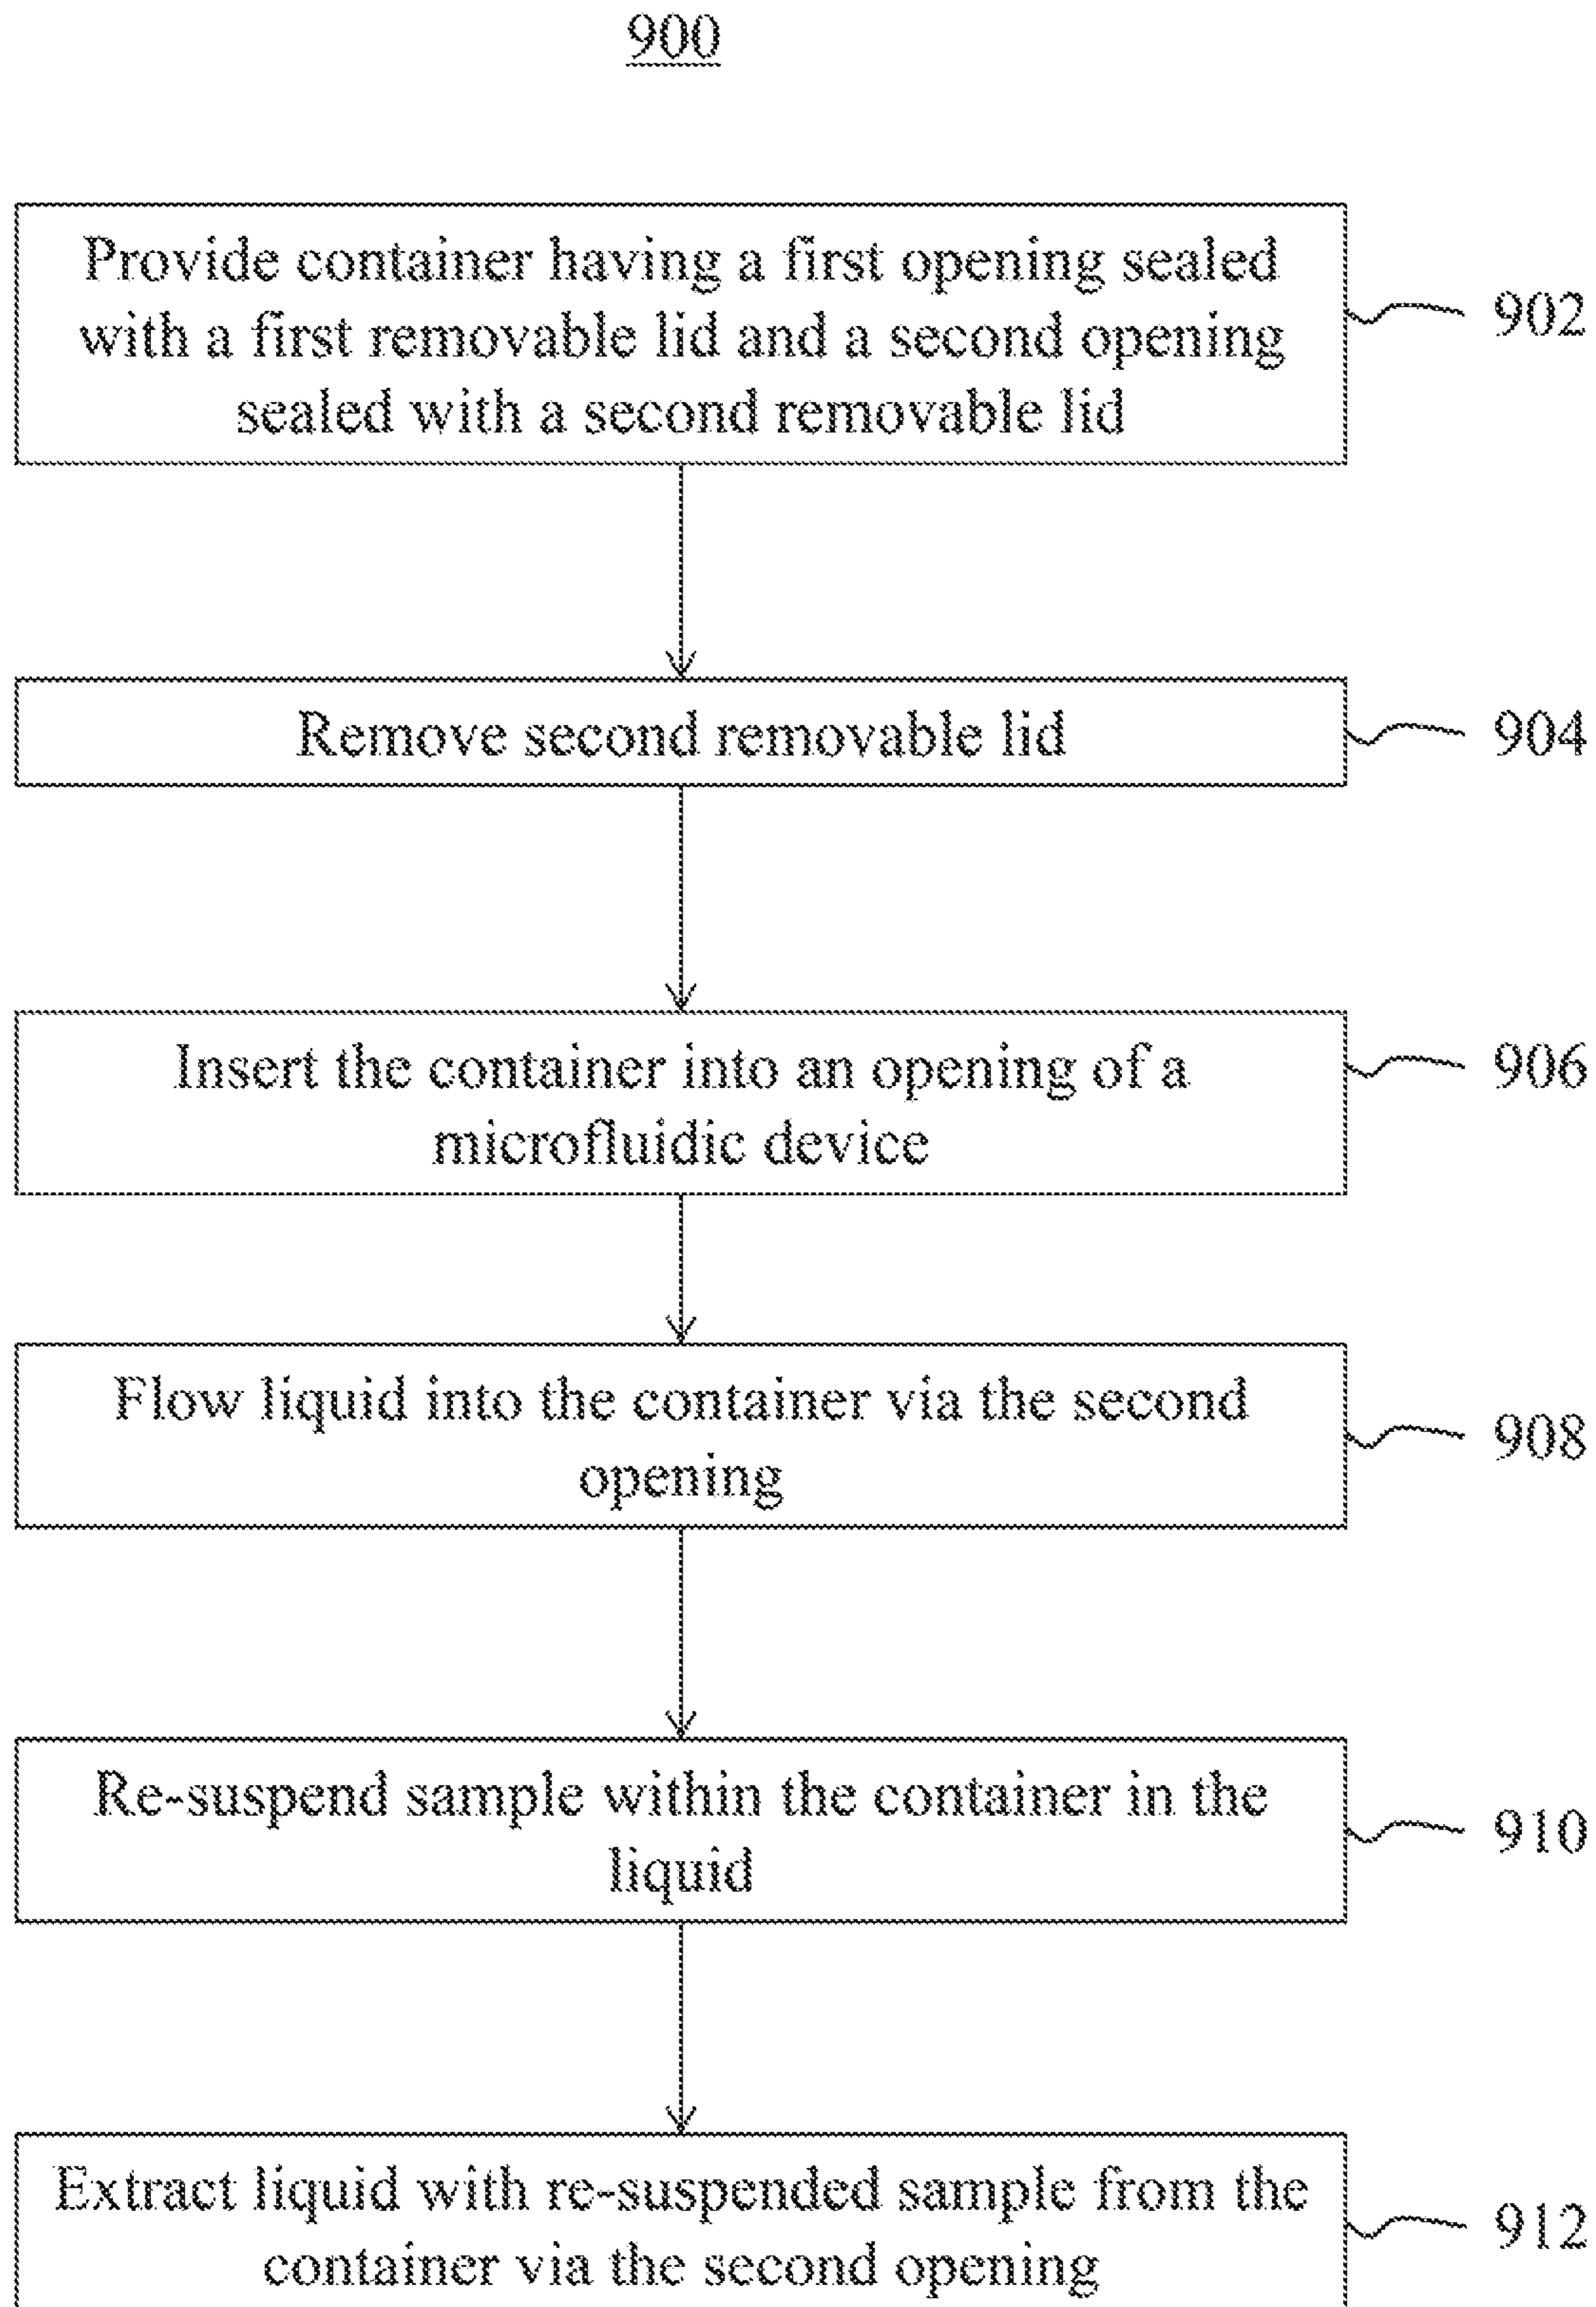 900
Provide container having a first opening sealed
with a first removable lid and a second opening
sealed with a second removable lid
902
Remove second removable lid
904
Insert the container into an opening of a
microfluidic device
906
Flow liquid into the container via the second
opening
908
Re-suspend sample within the container in the
liquid
910
Extract liquid with re-suspended sample from the
container via the second opening
912